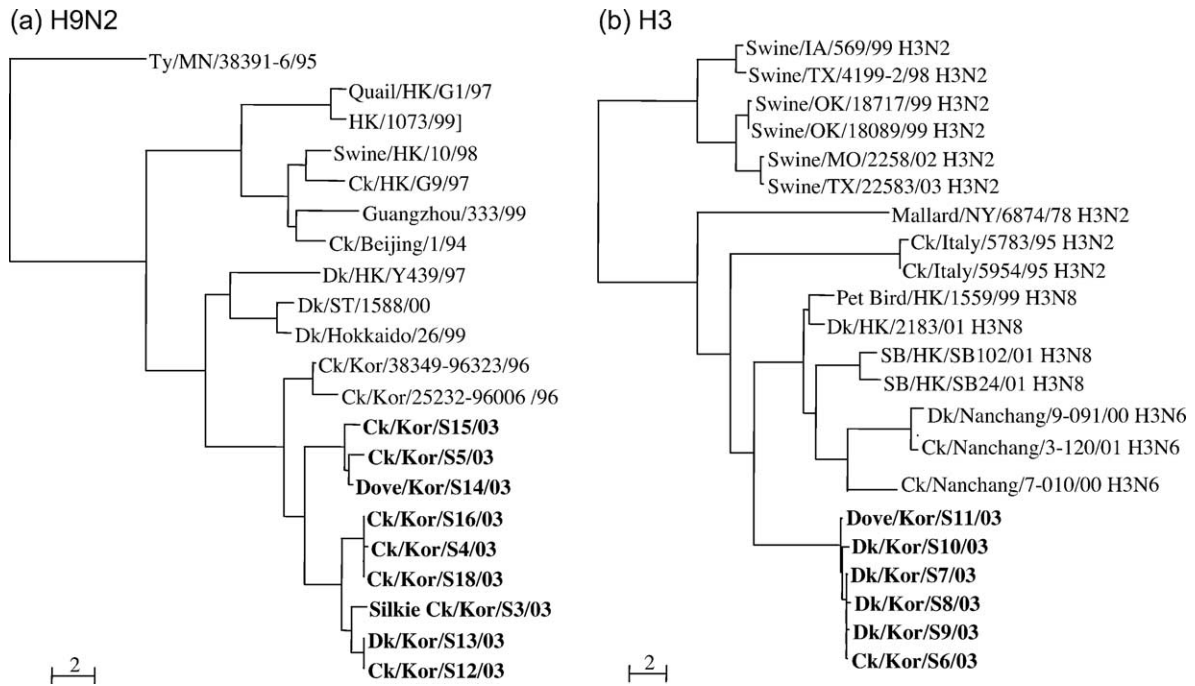 (a) H9N2
Ty/MN/38391-6/95
Quail/HK/G1/97
HK/1073/99]
Swine/HK/10/98
Ck/HK/G9/97
Guangzhou/333/99
Ck/Beijing/1/94
Dk/HK/Y439/97
Dk/ST/1588/00
Dk/Hokkaido/26/99
Ck/Kor/38349-96323/96
Ck/Kor/25232-96006 /96
Ck/Kor/S15/03
Ck/Kor/S5/03
Dove/Kor/S14/03
Ck/Kor/S16/03
Ck/Kor/S4/03
Ck/Kor/S18/03
Silkie Ck/Kor/S3/03
Dk/Kor/S13/03
Ck/Kor/S12/03
2
(b) H3
Swine/IA/569/99 H3N2
Swine/TX/4199-2/98 H3N2
Swine/OK/18717/99 H3N2
Swine/OK/18089/99 H3N2
Swine/MO/2258/02 H3N2
Swine/TX/22583/03 H3N2
Mallard/NY/6874/78 H3N2
Ck/Italy/5783/95 H3N2
Ck/Italy/5954/95 H3N2
Pet Bird/HK/1559/99 H3N8
Dk/HK/2183/01 H3N8
SB/HK/SB102/01 H3N8
SB/HK/SB24/01 H3N8
Dk/Nanchang/9-091/00 H3N6
Ck/Nanchang/3-120/01 H3N6
Ck/Nanchang/7-010/00 H3N6
Dove/Kor/S11/03
Dk/Kor/S10/03
Dk/Kor/S7/03
Dk/Kor/S8/03
Dk/Kor/S9/03
Ck/Kor/S6/03
2